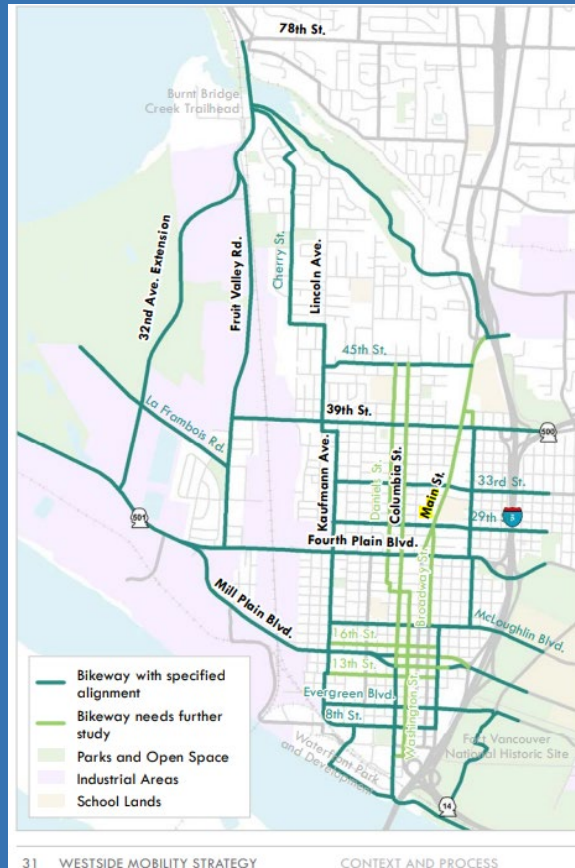 78th St.
Burnt Bridge
Creek Trailhead
32nd Ave. Extension
Fruit Valley Rd.
Cherry St.
Lincoln Ave.
45th St.
La Frambois Rd.
39th St.
500
Kaufmann Ave.
Daniels St.
Columbia St.
Main St.
33rd St.
29th St.
5
501
Fourth Plain Blvd.
Broadway St.
Mill Plain Blvd.
McLoughlin Blvd.
16th St.
13th St.
Evergreen Blvd.
8th St.
Washington St.
Fort Vancouver
National Historic Site
Waterfront Park
and Development
14
Bikeway with specified
alignment
Bikeway needs further
study
Parks and Open Space
Industrial Areas
School Lands
31 WESTSIDE MOBILITY STRATEGY CONTEXT AND PROCESS